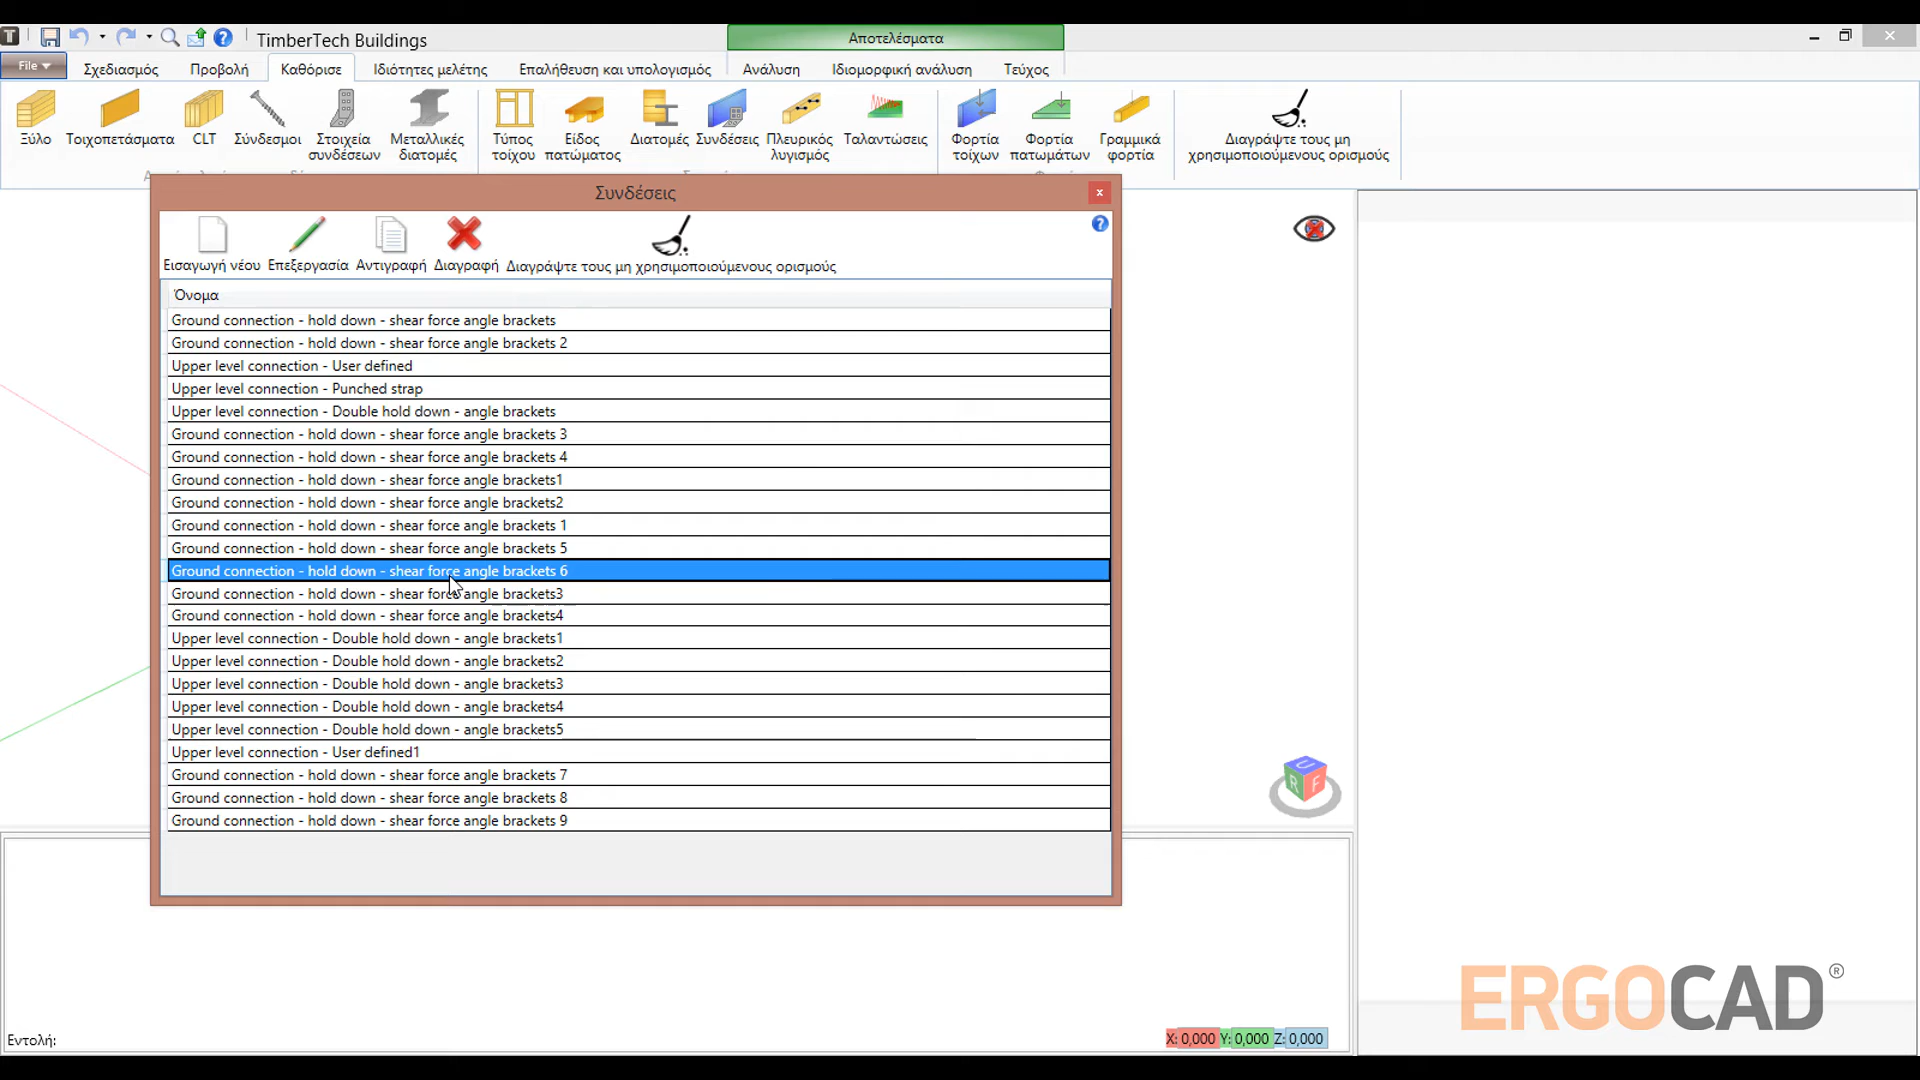 TimberTech Buildings
Αποτελέσματα
File
Σχεδιασμός
Προβολή
Καθόρισε
Ιδιότητες μελέτης
Επαλήθευση και υπολογισμός
Ανάλυση
Ιδιομορφική ανάλυση
Τεύχος
Ξύλο
Τοιχοπετάσματα
CLT
Σύνδεσμοι
Στοιχεία
συνδέσεων
Μεταλλικές
διατομές
Τύπος
τοίχου
Είδος
πατώματος
Διατομές
Συνδέσεις
Πλευρικός
λυγισμός
Ταλαντώσεις
Φορτία
τοίχων
Φορτία
πατωμάτων
Γραμμικά
φορτία
Διαγράψτε τους μη
χρησιμοποιούμενους ορισμούς
Συνδέσεις
Εισαγωγή νέου
Επεξεργασία
Αντιγραφή
Διαγραφή
Διαγράψτε τους μη χρησιμοποιούμενους ορισμούς
Όνομα
Ground connection - hold down - shear force angle brackets
Ground connection - hold down - shear force angle brackets 2
Upper level connection - User defined
Upper level connection - Punched strap
Upper level connection - Double hold down - angle brackets
Ground connection - hold down - shear force angle brackets 3
Ground connection - hold down - shear force angle brackets 4
Ground connection - hold down - shear force angle brackets1
Ground connection - hold down - shear force angle brackets2
Ground connection - hold down - shear force angle brackets 1
Ground connection - hold down - shear force angle brackets 5
Ground connection - hold down - shear force angle brackets 6
Ground connection - hold down - shear force angle brackets3
Ground connection - hold down - shear force angle brackets4
Upper level connection - Double hold down - angle brackets1
Upper level connection - Double hold down - angle brackets2
Upper level connection - Double hold down - angle brackets3
Upper level connection - Double hold down - angle brackets4
Upper level connection - Double hold down - angle brackets5
Upper level connection - User defined1
Ground connection - hold down - shear force angle brackets 7
Ground connection - hold down - shear force angle brackets 8
Ground connection - hold down - shear force angle brackets 9
U
R F
ERGOCAD®
Εντολή:
X: 0,000 Y: 0,000 Z: 0,000